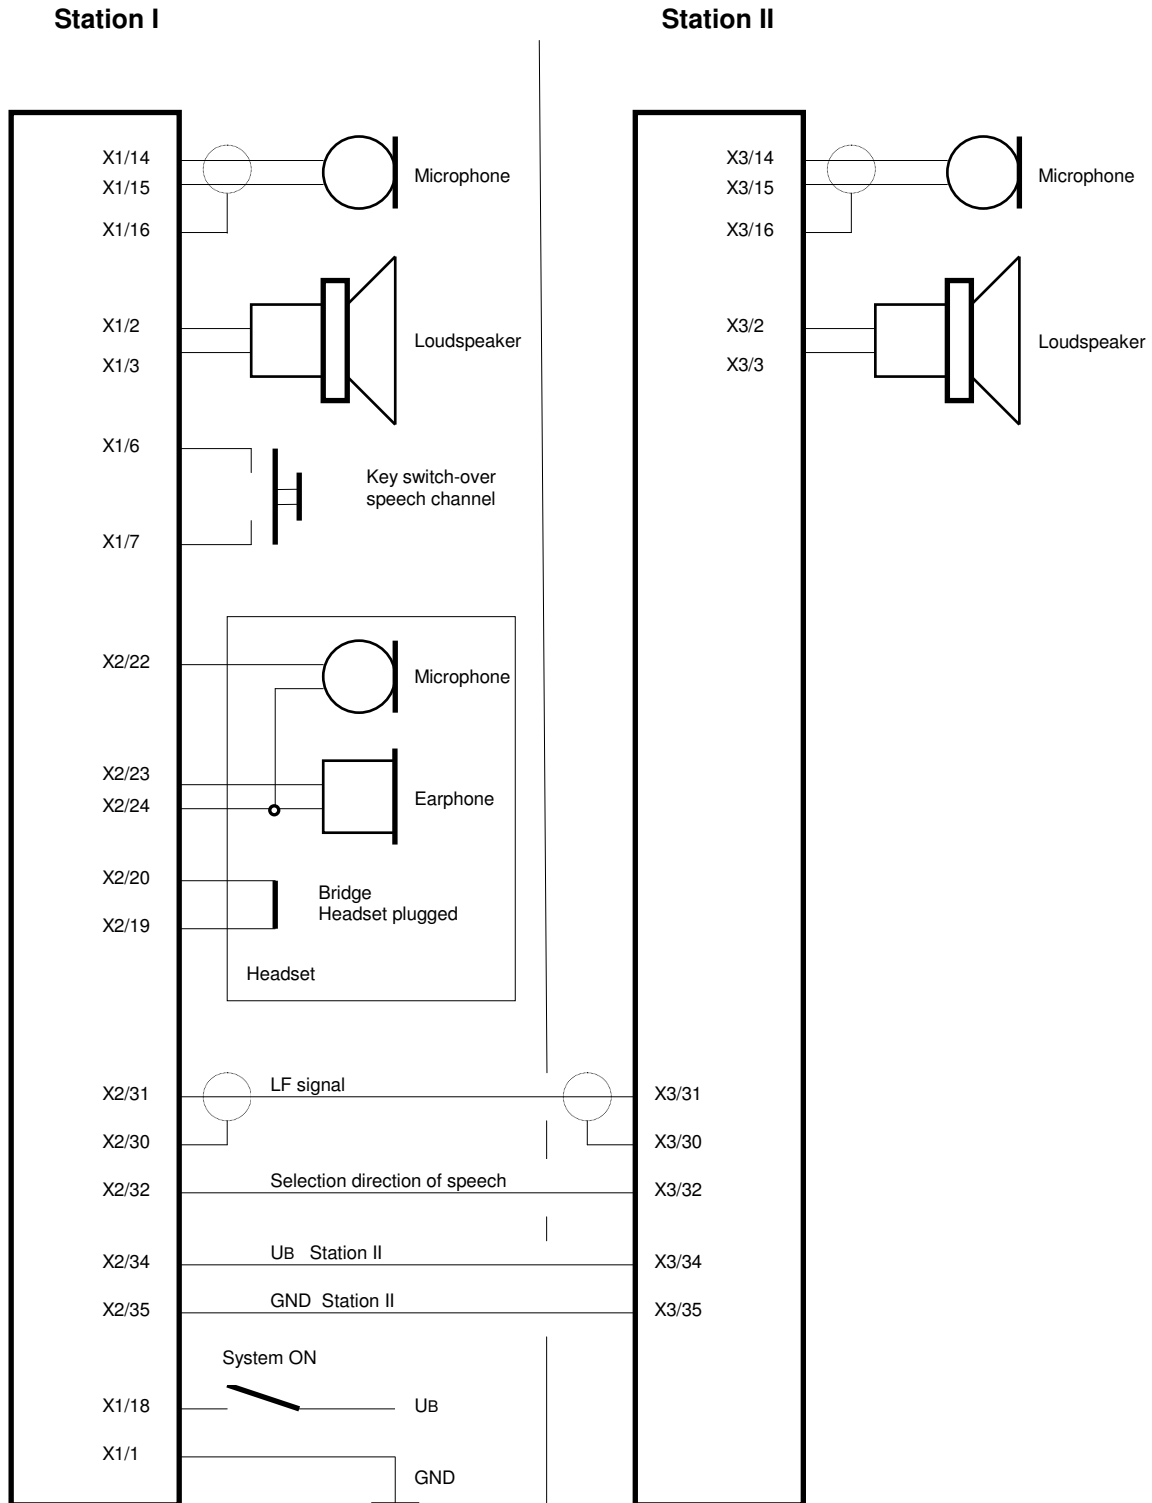 Station I
Station II
X1/14
X1/15
X1/16
Microphone
X1/2
X1/3
Loudspeaker
X1/6
X1/7
Key switch-over
speech channel
X2/22
Microphone
X2/23
X2/24
Earphone
X2/20
X2/19
Bridge
Headset plugged
Headset
X3/14
X3/15
X3/16
Microphone
X3/2
X3/3
Loudspeaker
X2/31
LF signal
X3/31
X2/30
X3/30
X2/32
Selection direction of speech
X3/32
X2/34
UB Station II
X3/34
X2/35
GND Station II
X3/35
System ON
X1/18
UB
X1/1
GND